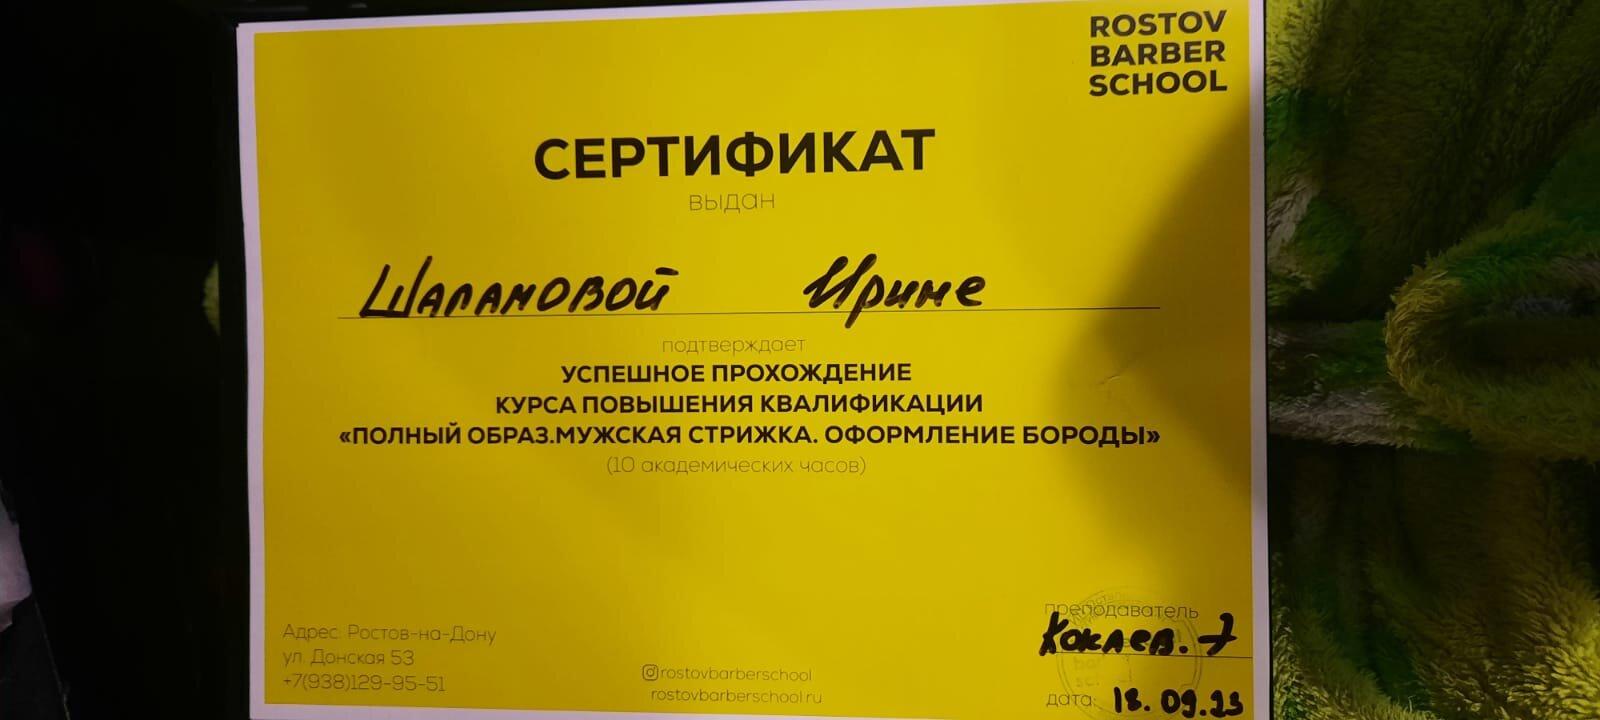 ROSTOV
BARBER
SCHOOL
СЕРТИФИКАТ
выдан
Шаламовой Ирине
подтверждает
УСПЕШНОЕ ПРОХОЖДЕНИЕ
КУРСА ПОВЫШЕНИЯ КВАЛИФИКАЦИИ
«ПОЛНЫЙ ОБРАЗ.МУЖСКАЯ СТРИЖКА. ОФОРМЛЕНИЕ БОРОДЫ»
(10 академических часов)
Адрес: Ростов-на-Дону
ул. Донская 53
+7(938)129-95-51
rostovbarberschool
rostovbarberschool.ru
преподаватель
дата: 18.09.23